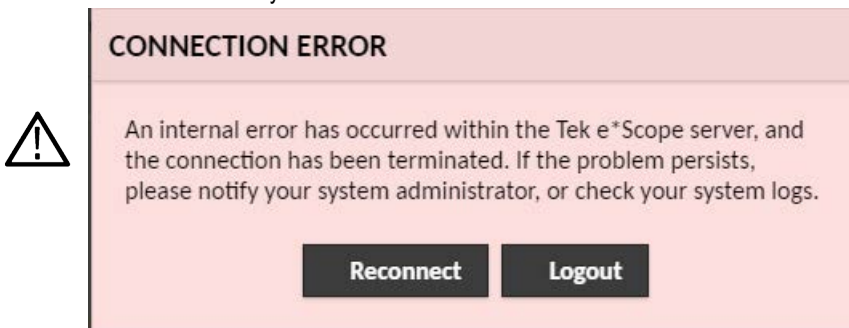 CONNECTION ERROR
An internal error has occurred within the Tek e*Scope server, and
the connection has been terminated. If the problem persists,
please notify your system administrator, or check your system logs.
Reconnect Logout